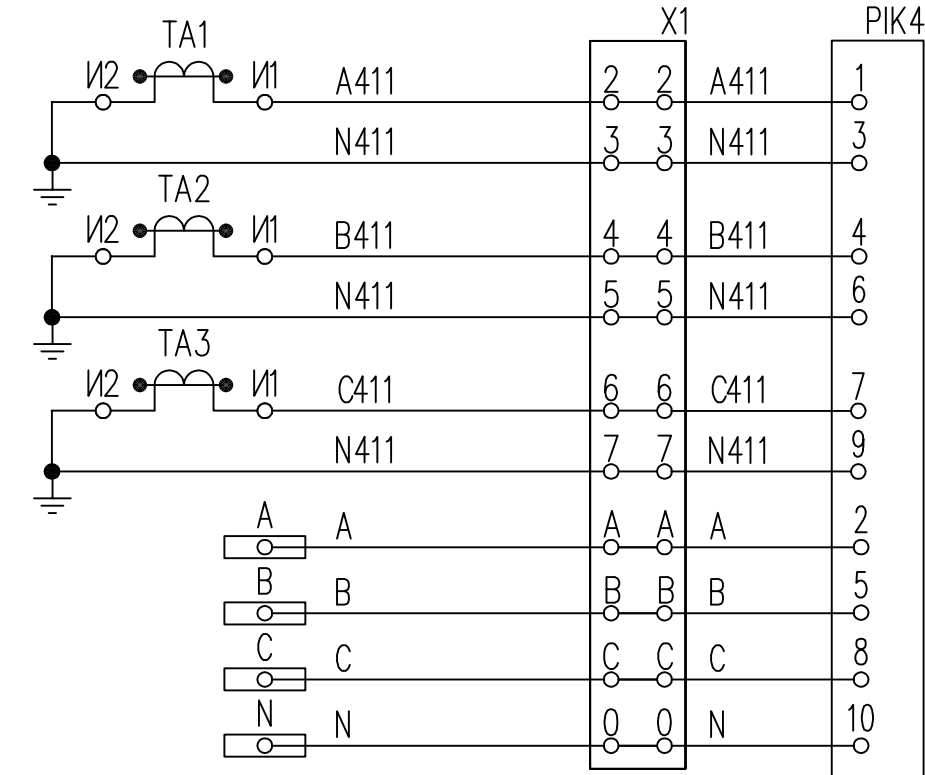 X1 PIK4
TA1
И2 И1 A411 2 2 A411 1
N411 3 3 N411 3
TA2
И2 И1 B411 4 4 B411 4
N411 5 5 N411 6
TA3
И2 И1 C411 6 6 C411 7
N411 7 7 N411 9
A A A A A 2
B B B B B 5
C C C C C 8
N N 0 0 N 10